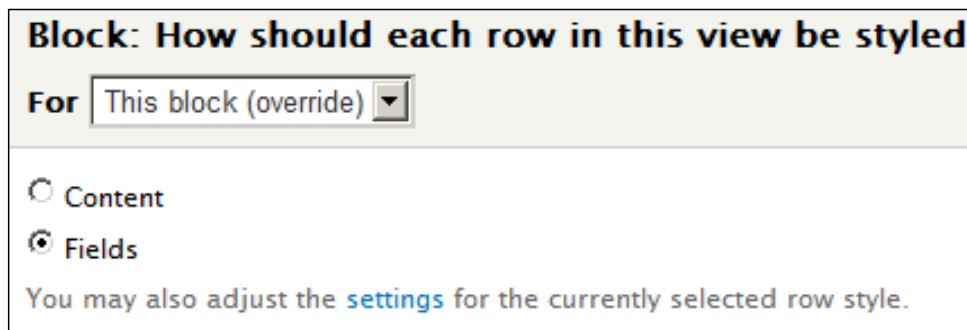 Block: How should each row in this view be styled
For This block (override)
Content
Fields
You may also adjust the settings for the currently selected row style.